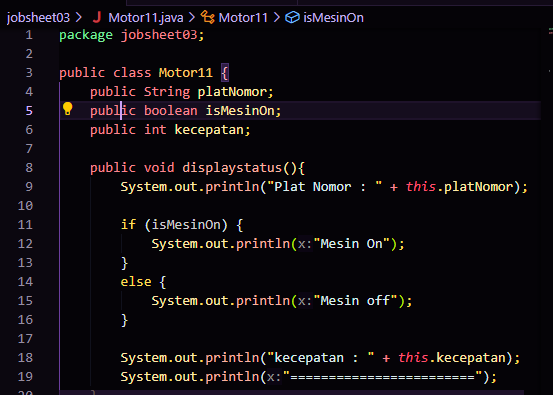 jobsheet03 > J Motor11.java > Motor11 > isMesinOn
1 package jobsheet03;
2
3 public class Motor11 {
4 public String platNomor;
5 public boolean isMesinOn;
6 public int kecepatan;
7
8 public void displaystatus(){
9 System.out.println("Plat Nomor : " + this.platNomor);
10
11 if (isMesinOn) {
12 System.out.println(x:"Mesin On");
13 }
14 else {
15 System.out.println(x:"Mesin off");
16 }
17
18 System.out.println("kecepatan : " + this.kecepatan);
19 System.out.println(x:"========================");
20 }